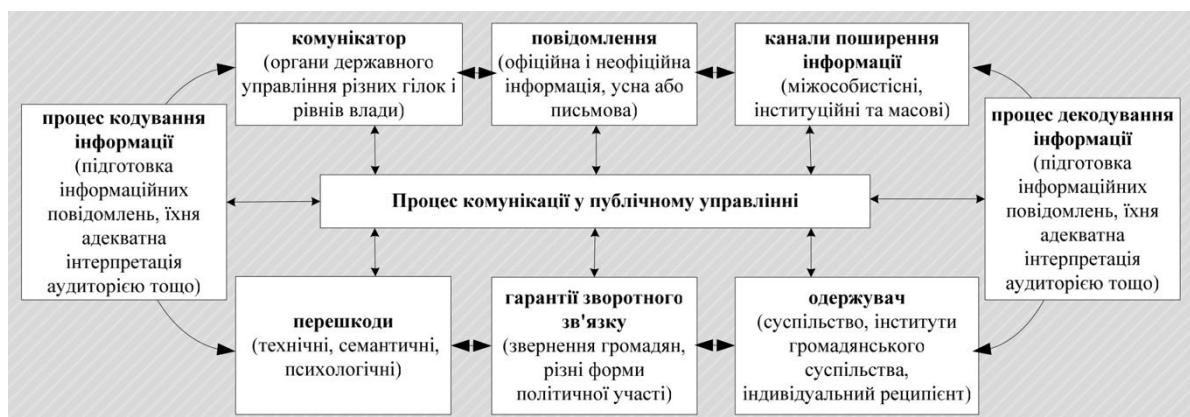 комунікатор
(органи державного
управління різних гілок і
рівнів влади)
повідомлення
(офіційна і неофіційна
інформація, усна або
письмова)
канали поширення
інформації
(міжособистісні,
інституційні та масові)
процес кодування
інформації
(підготовка
інформаційних
повідомлень, їхня
адекватна
інтерпретація
аудиторією тощо)
Процес комунікації у публічному управлінні
процес декодування
інформації
(підготовка
інформаційних
повідомлень, їхня
адекватна
інтерпретація
аудиторією тощо)
перешкоди
(технічні, семантичні,
психологічні)
гарантії зворотного
зв'язку
(звернення громадян,
різні форми
політичної участі)
одержувач
(суспільство, інститути
громадянського
суспільства,
індивідуальний реципієнт)